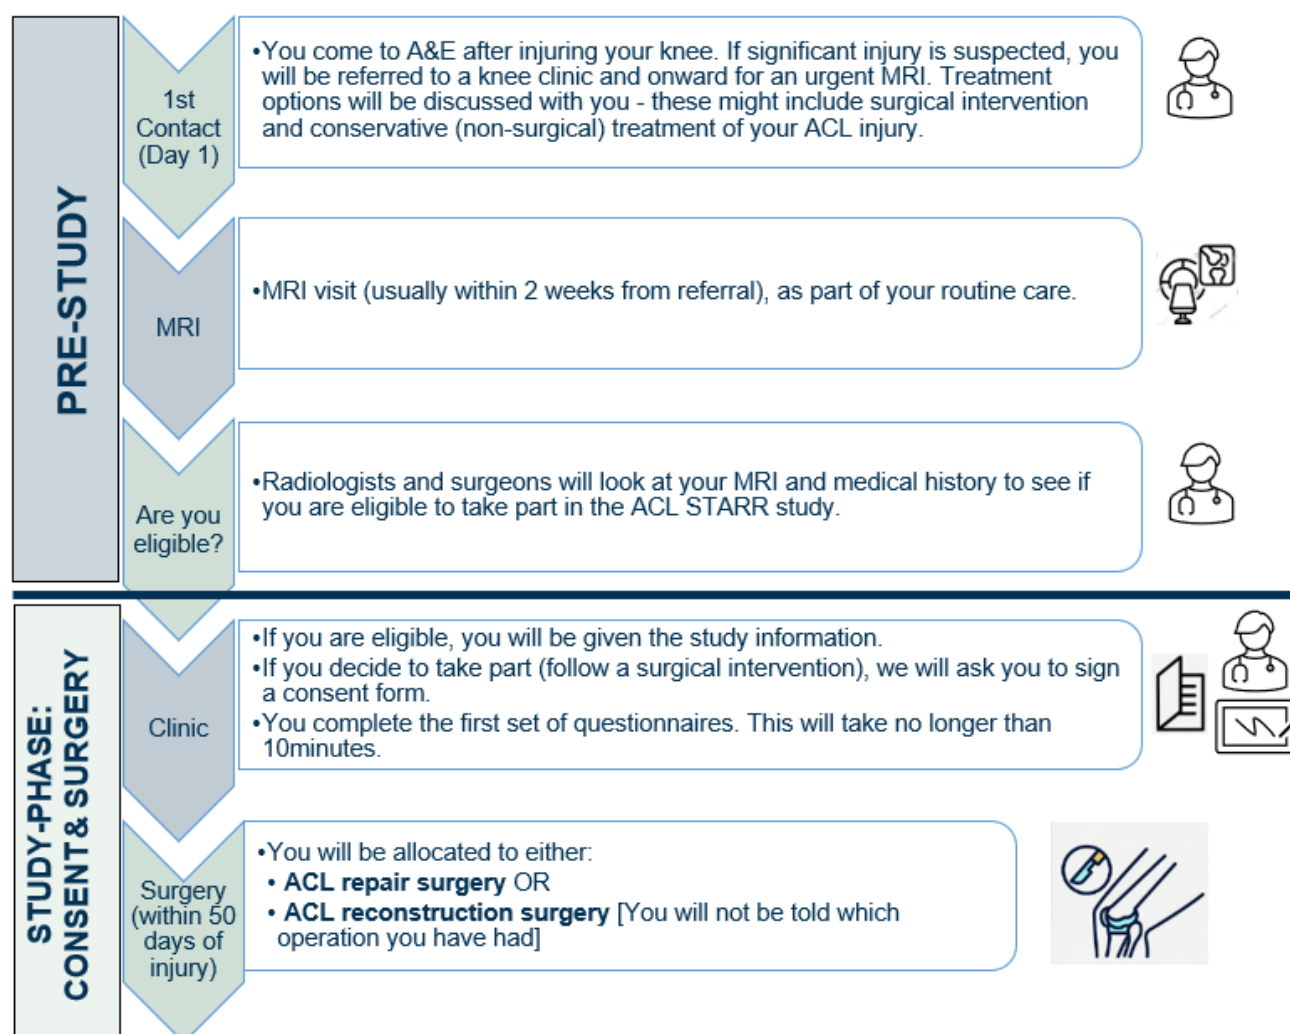 PRE-STUDY
1st
Contact
(Day 1)
•You come to A&E after injuring your knee. If significant injury is suspected, you
will be referred to a knee clinic and onward for an urgent MRI. Treatment
options will be discussed with you - these might include surgical intervention
and conservative (non-surgical) treatment of your ACL injury.
MRI
•MRI visit (usually within 2 weeks from referral), as part of your routine care.
Are you
eligible?
•Radiologists and surgeons will look at your MRI and medical history to see if
you are eligible to take part in the ACL STARR study.
STUDY-PHASE:
CONSENT & SURGERY
Clinic
•If you are eligible, you will be given the study information.
•If you decide to take part (follow a surgical intervention), we will ask you to sign
a consent form.
•You complete the first set of questionnaires. This will take no longer than
10minutes.
Surgery
(within 50
days of
injury)
•You will be allocated to either:
• ACL repair surgery OR
• ACL reconstruction surgery [You will not be told which
operation you have had]